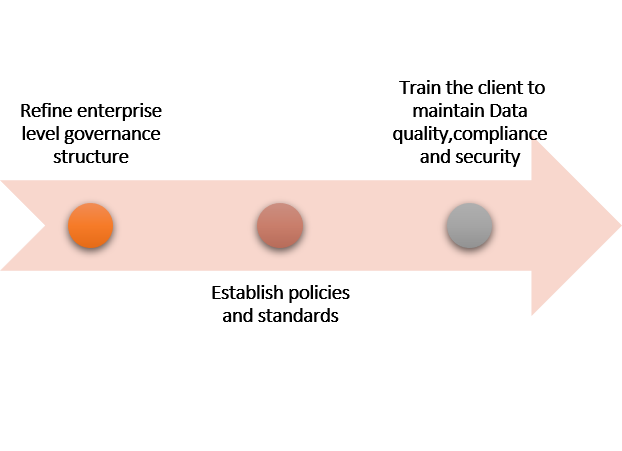 Refine enterprise
level governance
structure
Establish policies
and standards
Train the client to
maintain Data
quality,compliance
and security